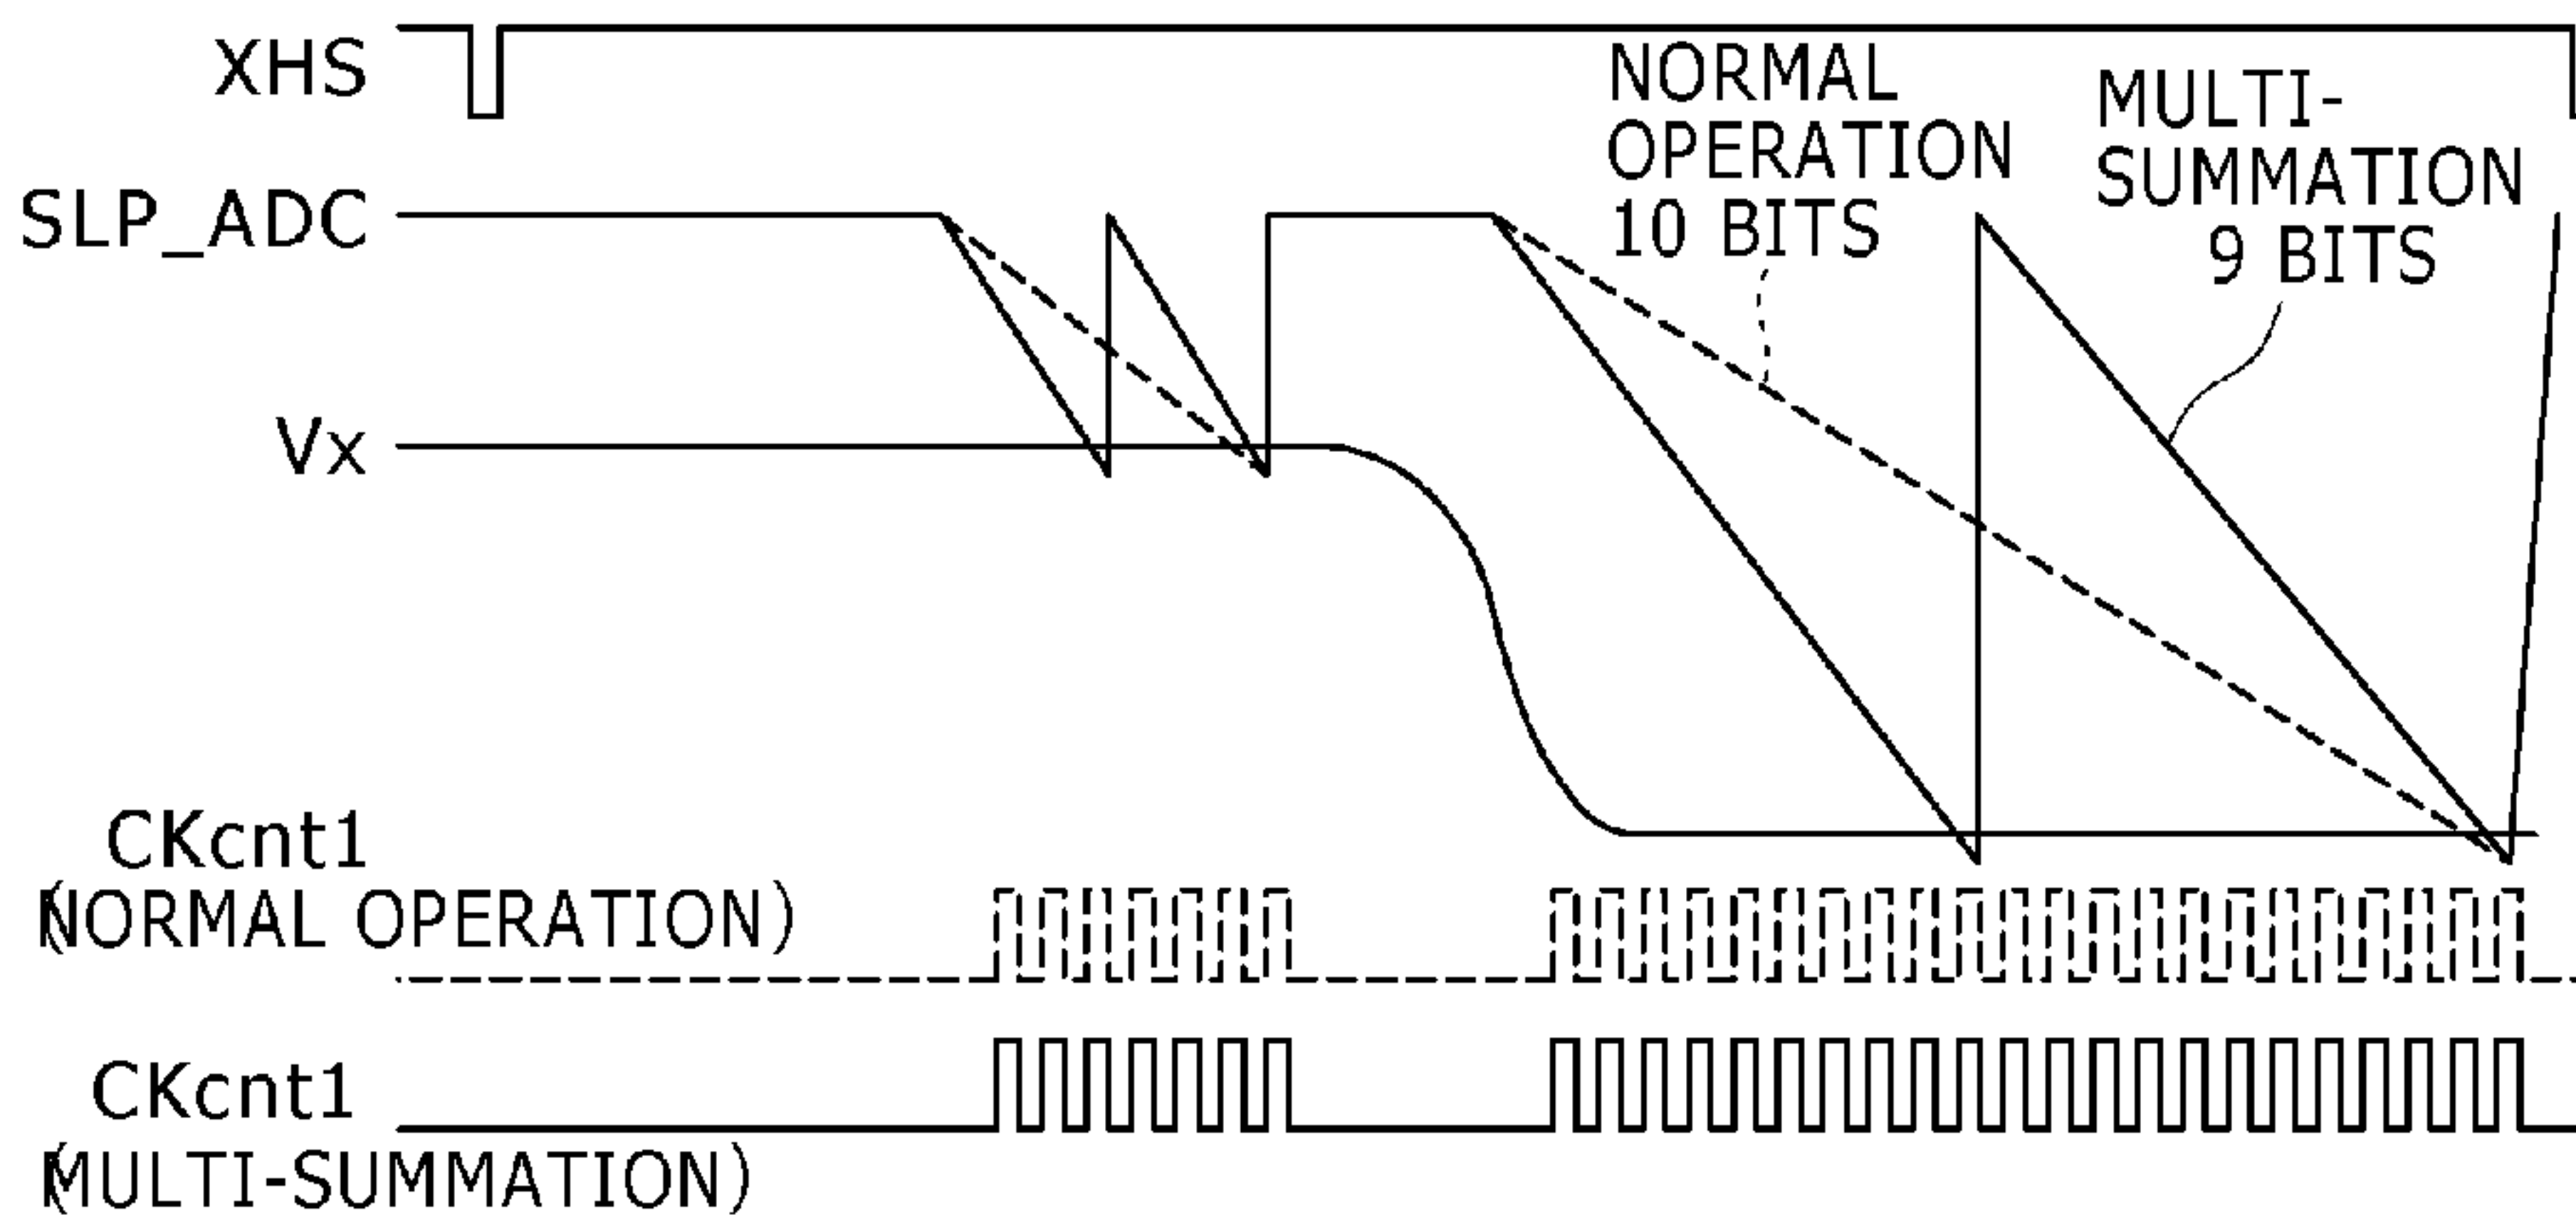 XHS
NORMAL
OPERATION
10 BITS
MULTI-
SUMMATION
9 BITS
SLP_ADC
Vx
CKcnt1
(NORMAL OPERATION)
CKcnt1
(MULTI-SUMMATION)